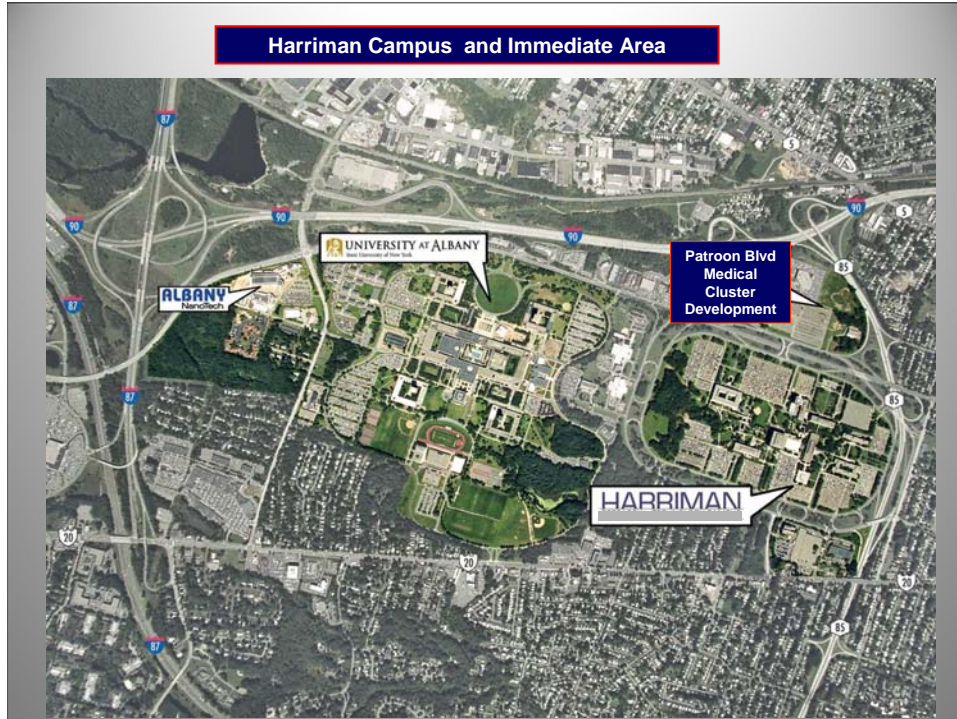 Harriman Campus and Immediate Area
87
5
90
90
90
90
5
UNIVERSITY AT ALBANY
State University of New York
Patroon Blvd
Medical
Cluster
Development
85
ALBANY
NanoTech
87
87
85
HARRIMAN
20
20
20
85
87